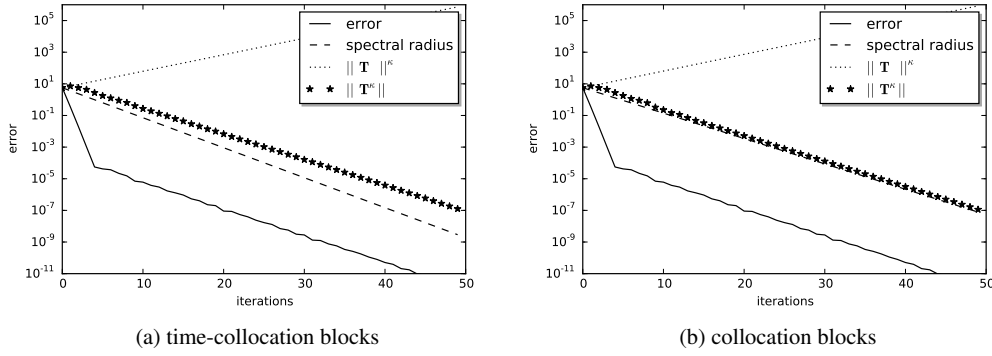 10^5
10^3
10^1
10^-1
10^-3
10^-5
10^-7
10^-9
10^-11
error
0 10 20 30 40 50
iterations
error
spectral radius
|| T ||^κ
|| T^κ ||
(a) time-collocation blocks
10^5
10^3
10^1
10^-1
10^-3
10^-5
10^-7
10^-9
10^-11
error
0 10 20 30 40 50
iterations
error
spectral radius
|| T ||^κ
|| T^κ ||
(b) collocation blocks